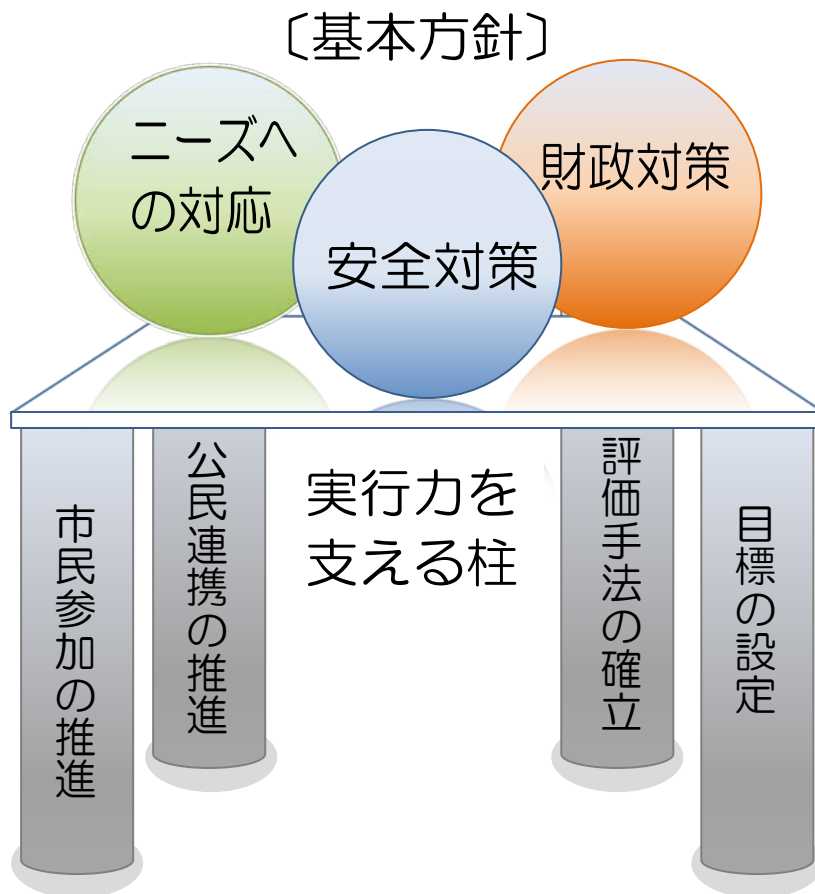 〔基本方針〕
ニーズへ
の対応
安全対策
財政対策
実行力を
支える柱
市民参加の推進
公民連携の推進
評価手法の確立
目標の設定